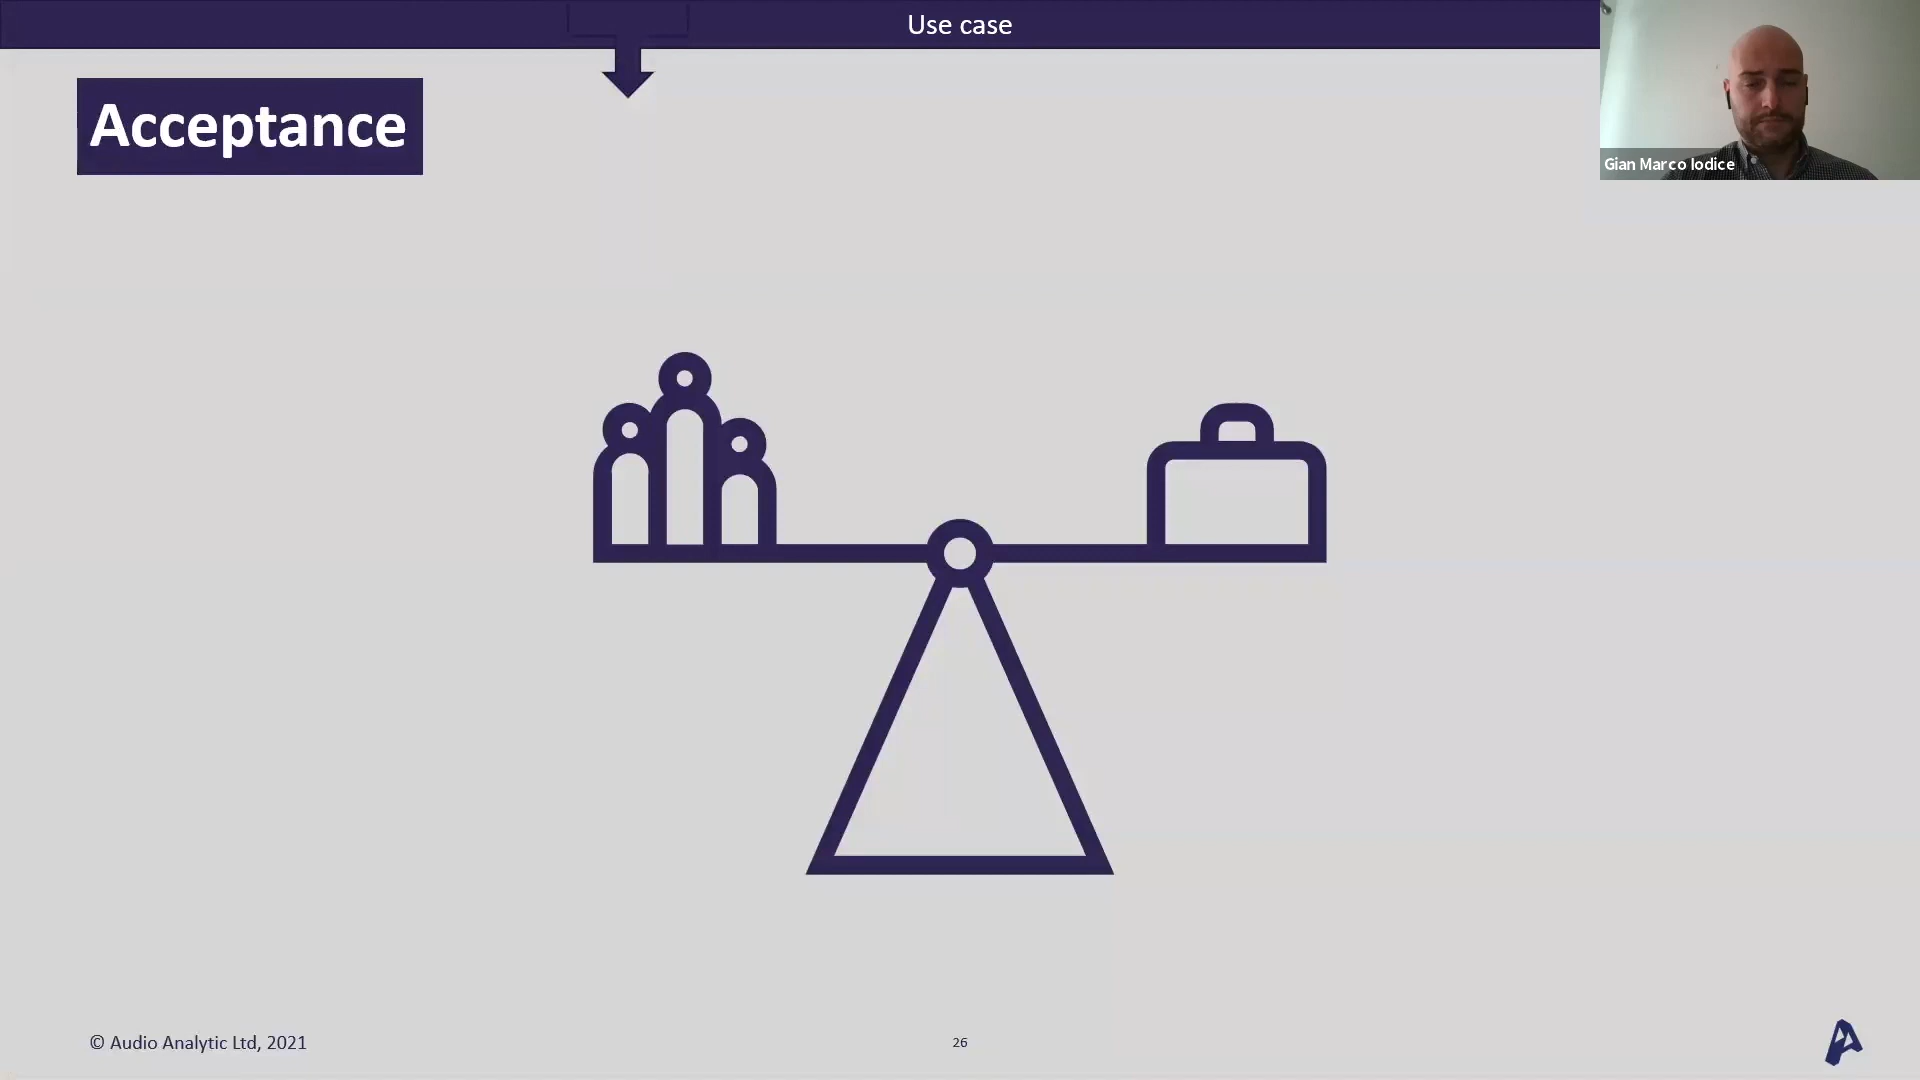 Use case
Acceptance
Gian Marco Iodice
© Audio Analytic Ltd, 2021
26